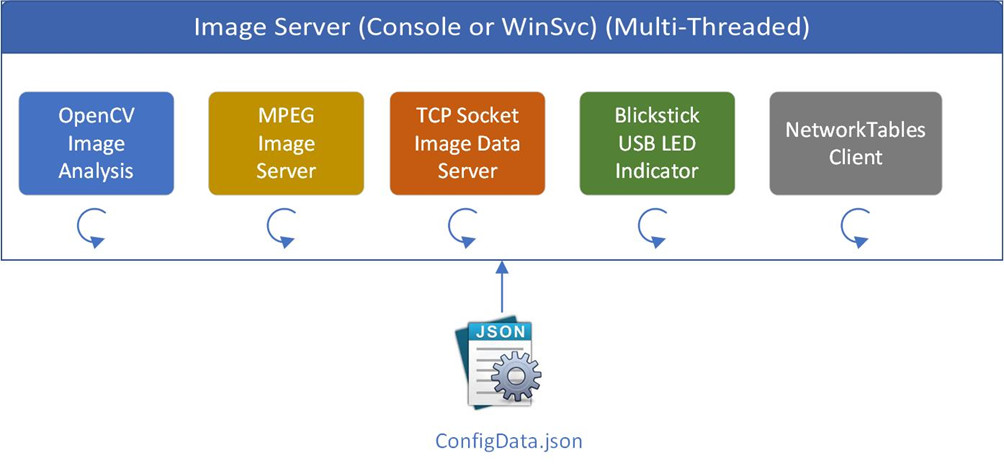 Image Server (Console or WinSvc) (Multi-Threaded)
OpenCV
Image
Analysis
MPEG
Image
Server
TCP Socket
Image Data
Server
Blickstick
USB LED
Indicator
NetworkTables
Client
JSON
ConfigData.json